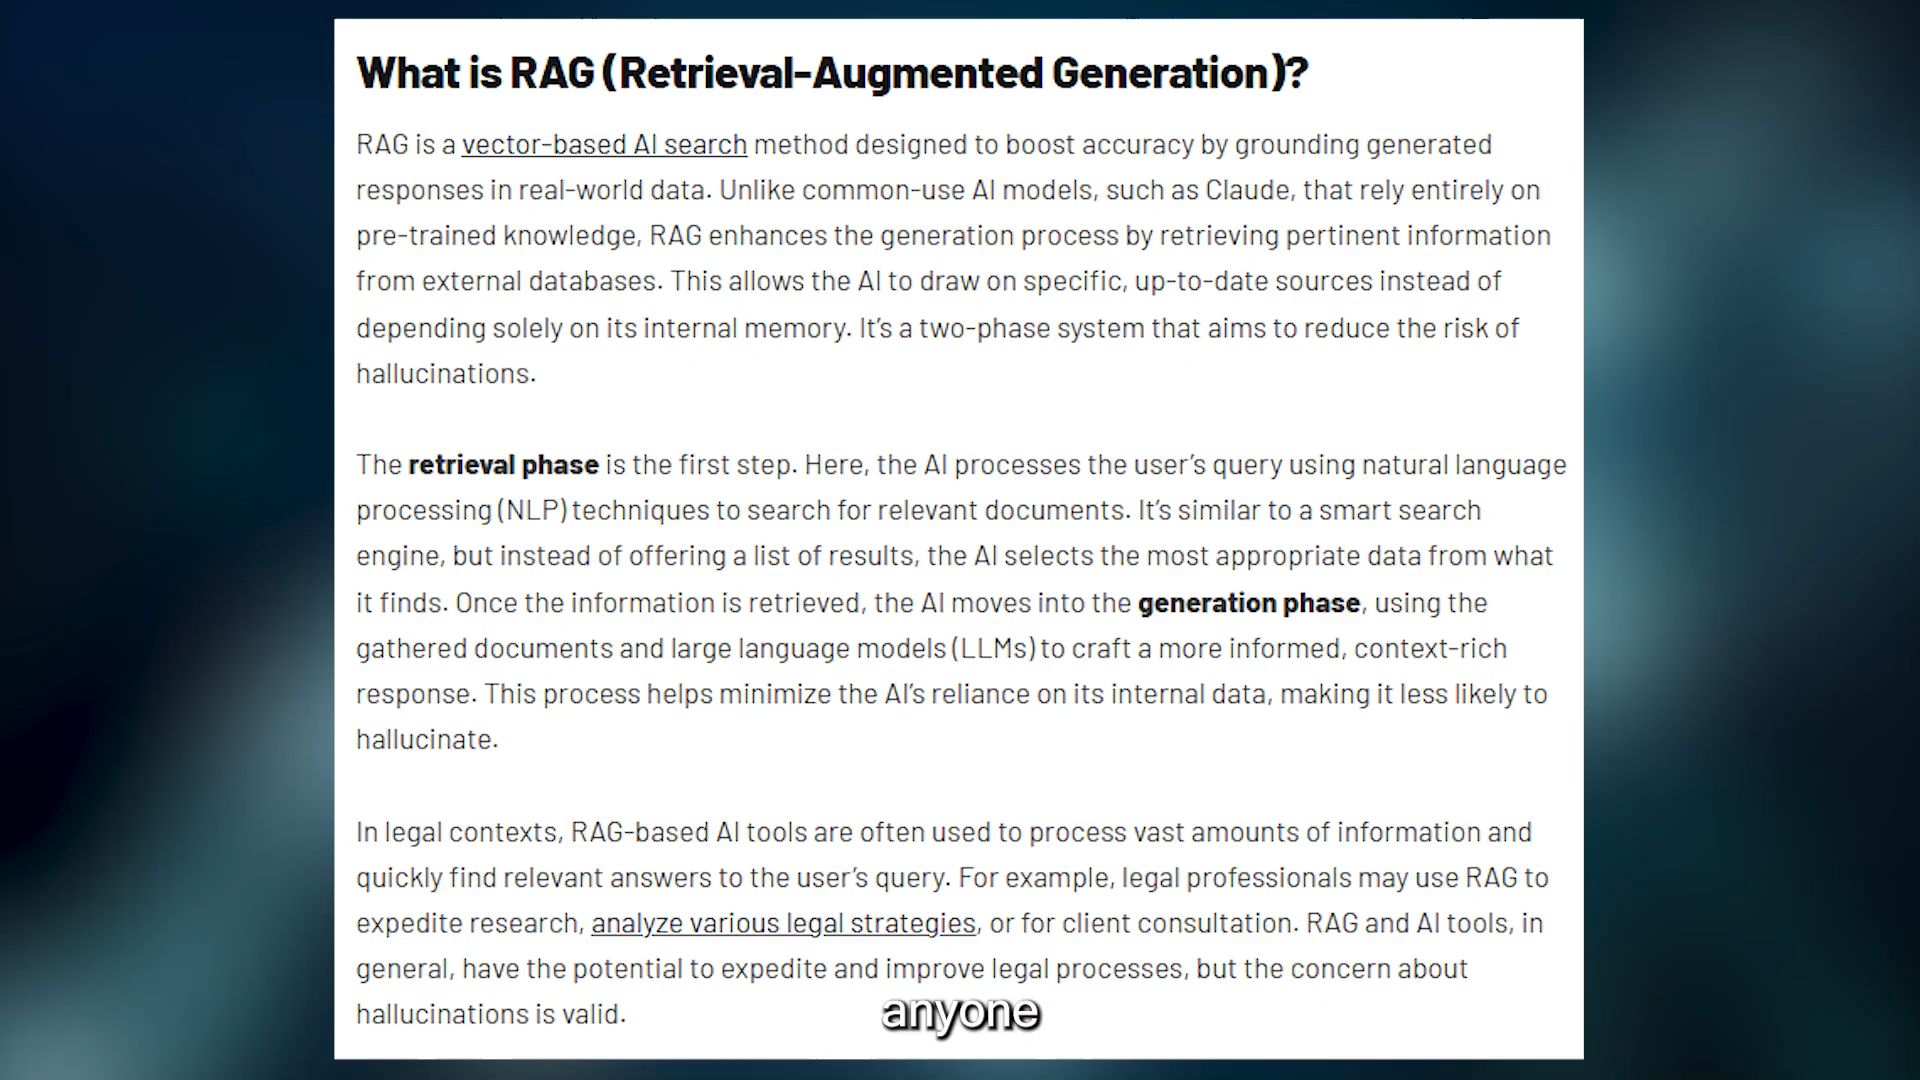 What is RAG (Retrieval-Augmented Generation)?
RAG is a vector-based AI search method designed to boost accuracy by grounding generated
responses in real-world data. Unlike common-use AI models, such as Claude, that rely entirely on
pre-trained knowledge, RAG enhances the generation process by retrieving pertinent information
from external databases. This allows the AI to draw on specific, up-to-date sources instead of
depending solely on its internal memory. It's a two-phase system that aims to reduce the risk of
hallucinations.
The retrieval phase is the first step. Here, the AI processes the user's query using natural language
processing (NLP) techniques to search for relevant documents. It's similar to a smart search
engine, but instead of offering a list of results, the AI selects the most appropriate data from what
it finds. Once the information is retrieved, the AI moves into the generation phase, using the
gathered documents and large language models (LLMs) to craft a more informed, context-rich
response. This process helps minimize the AI's reliance on its internal data, making it less likely to
hallucinate.
In legal contexts, RAG-based AI tools are often used to process vast amounts of information and
quickly find relevant answers to the user's query. For example, legal professionals may use RAG to
expedite research, analyze various legal strategies, or for client consultation. RAG and AI tools, in
general, have the potential to expedite and improve legal processes, but the concern about
hallucinations is valid.
anyone